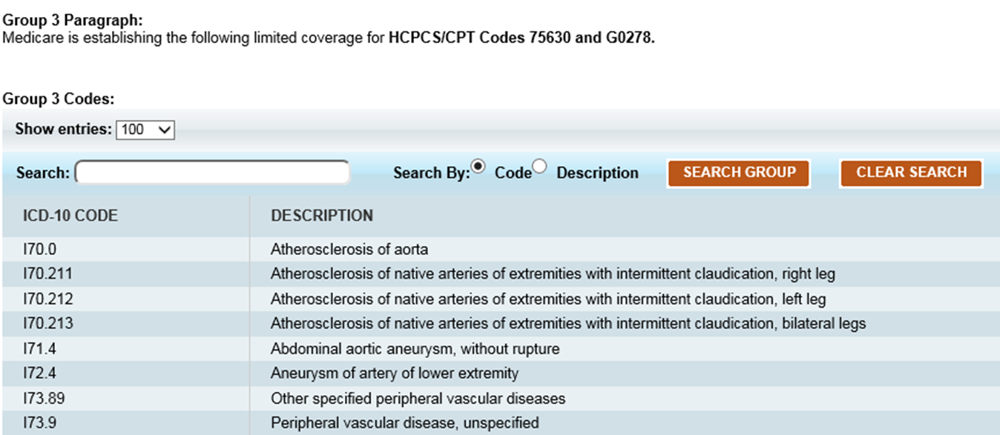 Group 3 Paragraph:
Medicare is establishing the following limited coverage for HCPCS/CPT Codes 75630 and G0278.
Group 3 Codes:
Show entries: 100
Search: Search By: Code Description SEARCH GROUP CLEAR SEARCH
ICD-10 CODE DESCRIPTION
I70.0 Atherosclerosis of aorta
I70.211 Atherosclerosis of native arteries of extremities with intermittent claudication, right leg
I70.212 Atherosclerosis of native arteries of extremities with intermittent claudication, left leg
I70.213 Atherosclerosis of native arteries of extremities with intermittent claudication, bilateral legs
I71.4 Abdominal aortic aneurysm, without rupture
I72.4 Aneurysm of artery of lower extremity
I73.89 Other specified peripheral vascular diseases
I73.9 Peripheral vascular disease, unspecified